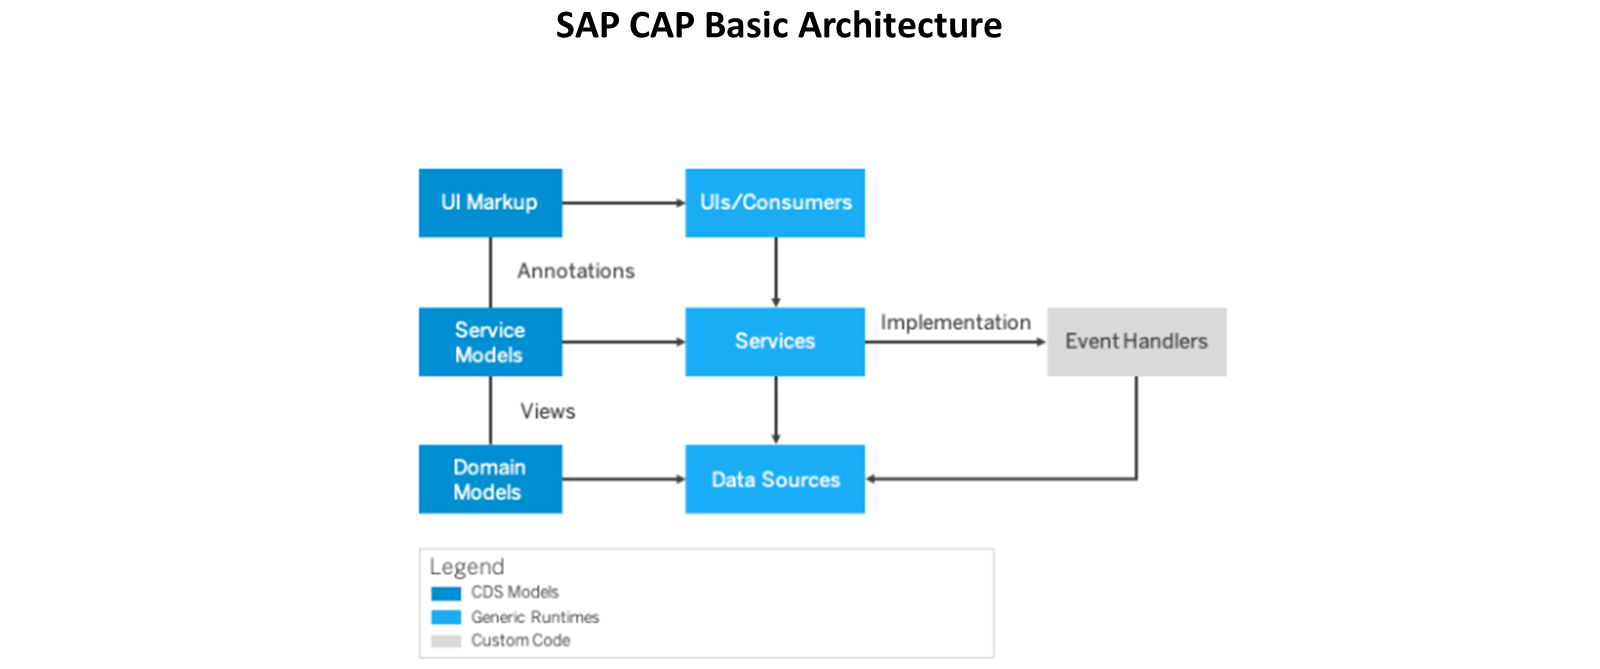 SAP CAP Basic Architecture
UI Markup
UIs/Consumers
Annotations
Service
Models
Services
Implementation
Event Handlers
Views
Domain
Models
Data Sources
Legend
CDS Models
Generic Runtimes
Custom Code